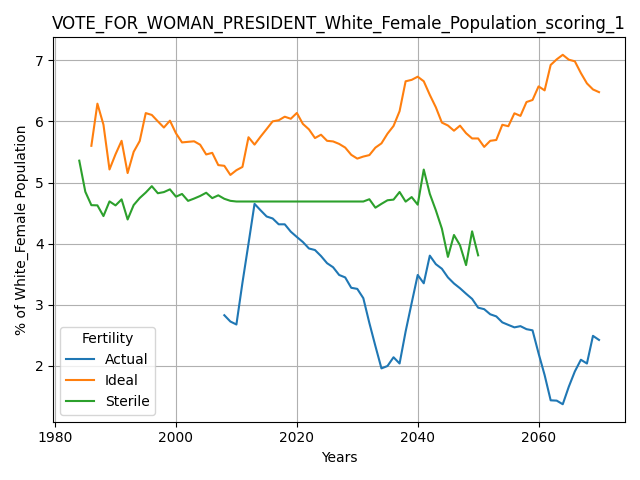 VOTE_FOR_WOMAN_PRESIDENT_White_Female_Population_scoring_1
% of White_Female Population
7
6
5
4
3
2
Fertility
Actual
Ideal
Sterile
1980
2000
2020
2040
2060
Years